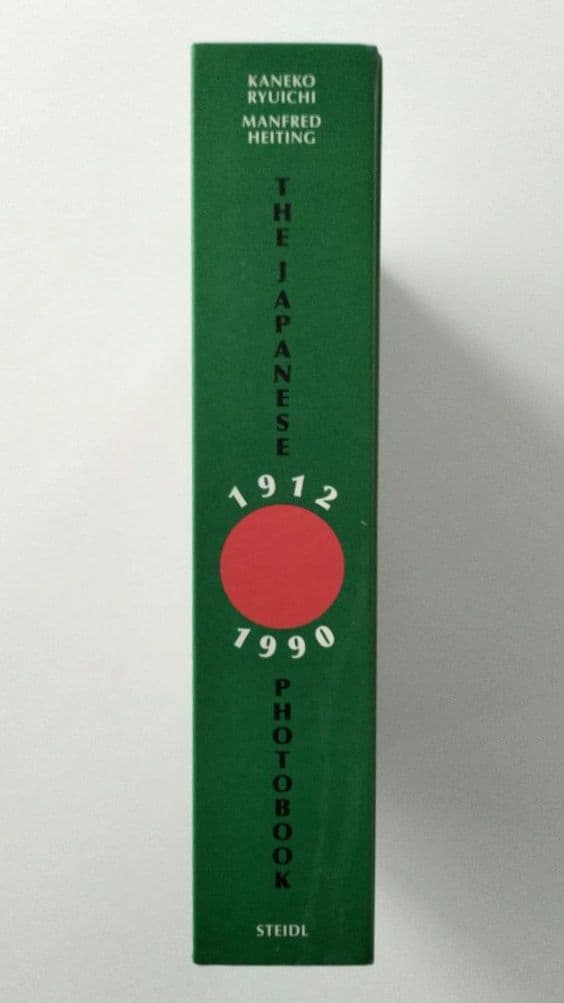 KANEKO
RYUICHI
MANFRED
HEITING
THE JAPANESE
1912
1990
PHOTOBOOK
STEIDL